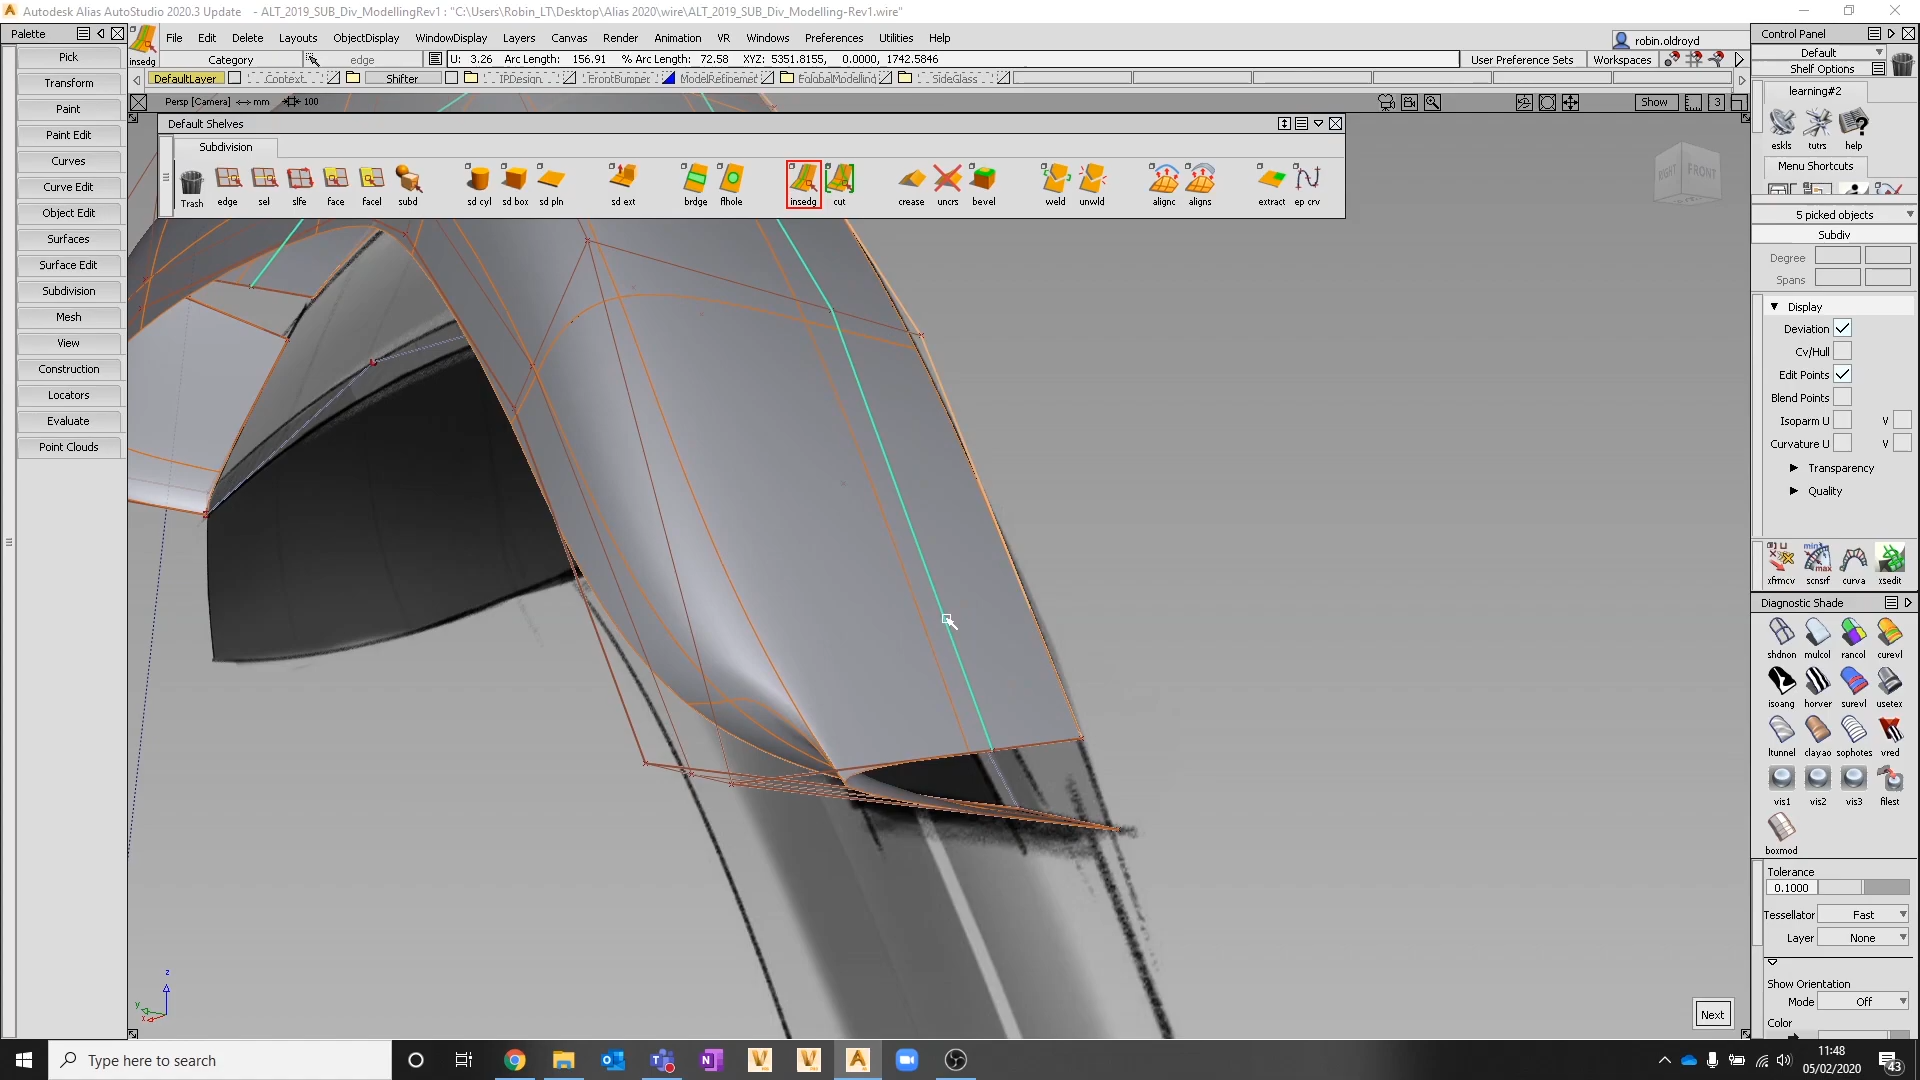 Autodesk Alias AutoStudio 2020.3 Update - ALT_2019_SUB_Div_ModellingRev1 : "C:\Users\Robin_LT\Desktop\Alias 2020\wire\ALT_2019_SUB_Div_Modelling-Rev1.wire"
Palette
File Edit Delete Layouts ObjectDisplay WindowDisplay Layers Canvas Render Animation VR Windows Preferences Utilities Help
robin.oldroyd
insedg
Category edge U: 3.26 Arc Length: 156.91 % Arc Length: 72.58 XYZ: 5351.8155, 0.0000, 1742.5846 User Preference Sets Workspaces
DefaultLayer Context Shifter IPDesign FrontBumper ModelRefinement GlobalModelling SideGlass
Persp [Camera] <-> mm 100 Show 3
Default Shelves
Subdivision
Trash edge sel slfe face facel subd sd cyl sd box sd pln sd ext brdge flhole insedg cut crease uncrs bevel weld unwld alignc aligns extract ep crv
Pick
Transform
Paint
Paint Edit
Curves
Curve Edit
Object Edit
Surfaces
Surface Edit
Subdivision
Mesh
View
Construction
Locators
Evaluate
Point Clouds
RIGHT FRONT
z
y
x
Next
Control Panel
Default
Shelf Options
learning#2
eskls tutrs help
Menu Shortcuts
5 picked objects
Subdiv
Degree
Spans
Display
Deviation
Cv/Hull
Edit Points
Blend Points
Isoparm U V
Curvature U V
Transparency
Quality
xfrmcv scnsrf curva xsedit
Diagnostic Shade
shdnon mulcol rancol curevl
isoang horver surevl usetex
ltunnel clayao sophotes vred
vis1 vis2 vis3 filest
boxmod
Tolerance
0.1000
Tessellator Fast
Layer None
Show Orientation
Mode Off
Color
Type here to search
11:48
05/02/2020
43